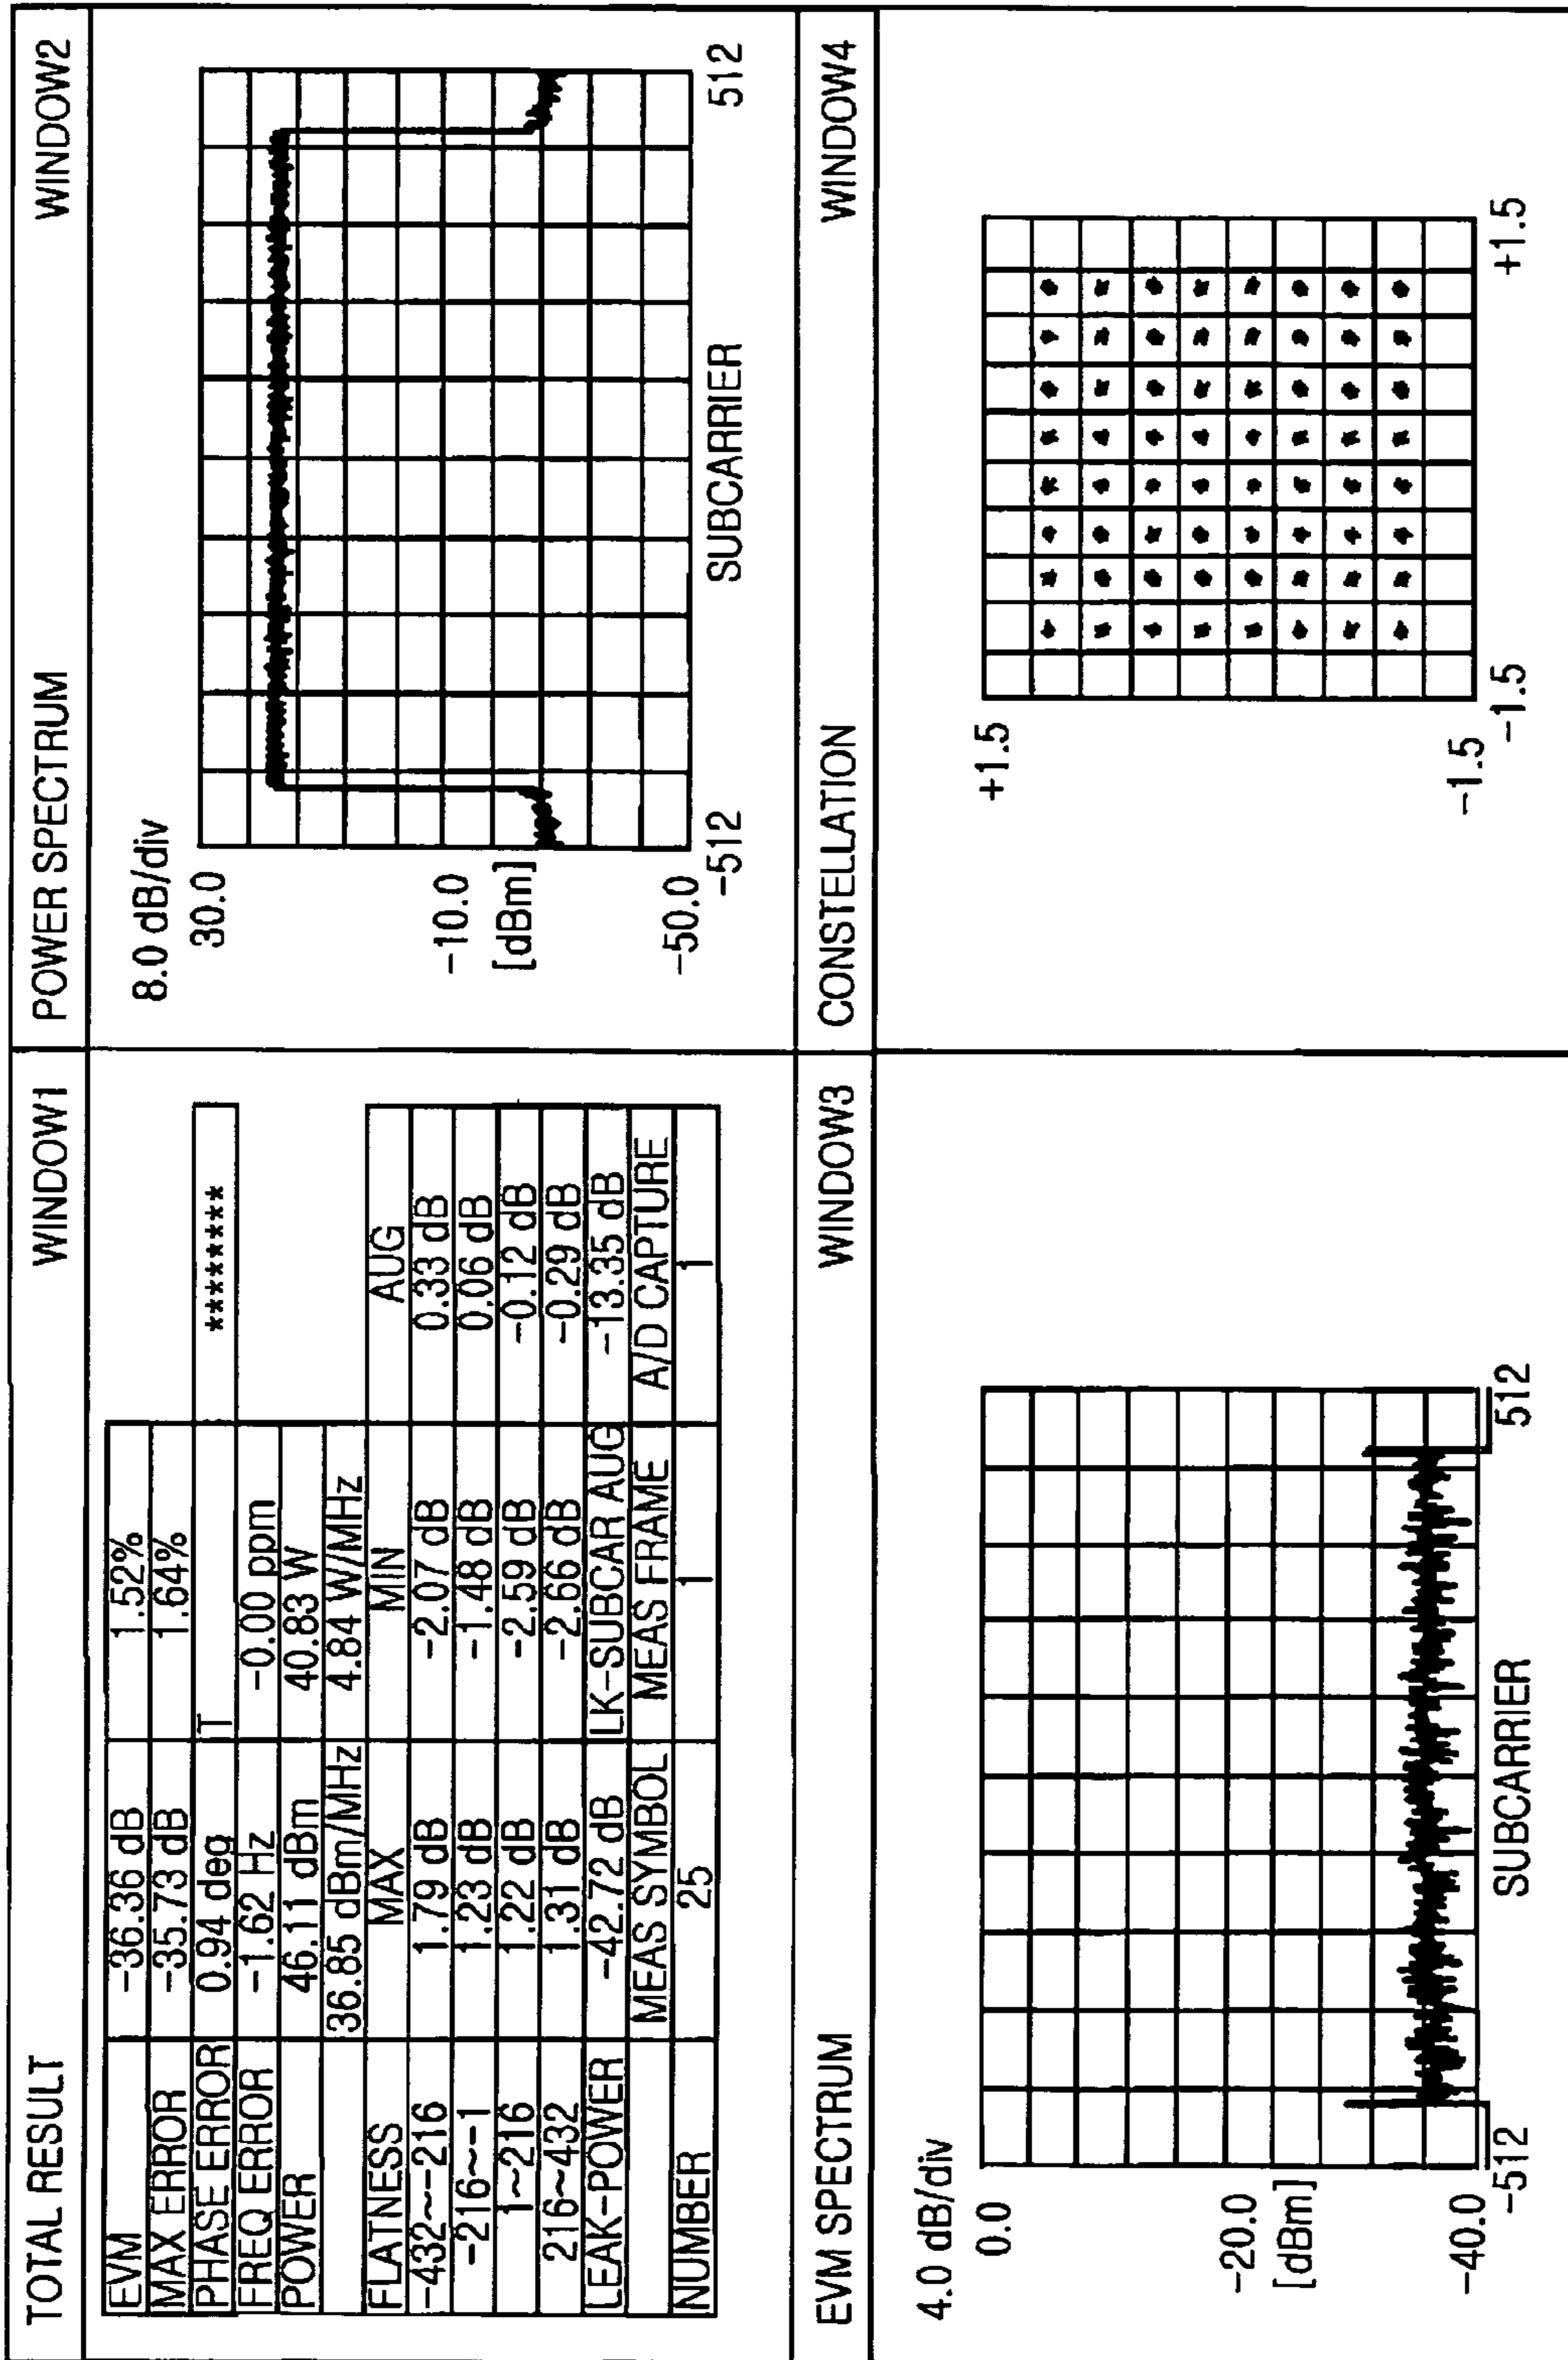 TOTAL RESULT WINDOW1
EVM -36.36 dB 1.52%
MAX ERROR -35.73 dB 1.64%
PHASE ERROR 0.94 deg T ********
FREQ ERROR -1.62 Hz -0.00 ppm
POWER 46.11 dBm 40.83 W
36.85 dBm/MHz 4.84 W/MHz
FLATNESS MAX MIN AUG
-432~-216 1.79 dB -2.07 dB 0.33 dB
-216~-1 1.23 dB -1.48 dB 0.06 dB
1~216 1.22 dB -2.59 dB -0.12 dB
216~432 1.31 dB -2.66 dB -0.29 dB
LEAK-POWER -42.72 dB LK-SUBCAR AUG -13.35 dB
MEAS SYMBOL MEAS FRAME A/D CAPTURE
NUMBER 25 1 1
POWER SPECTRUM WINDOW2
8.0 dB/div
30.0
-10.0
[dBm]
-50.0
-512 512
SUBCARRIER
EVM SPECTRUM WINDOW3
4.0 dB/div
0.0
-20.0
[dBm]
-40.0
-512 512
SUBCARRIER
CONSTELLATION WINDOW4
+1.5
-1.5
-1.5 +1.5